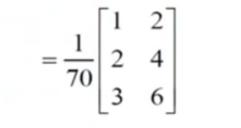 = 1/70 [1 2
2 4
3 6]